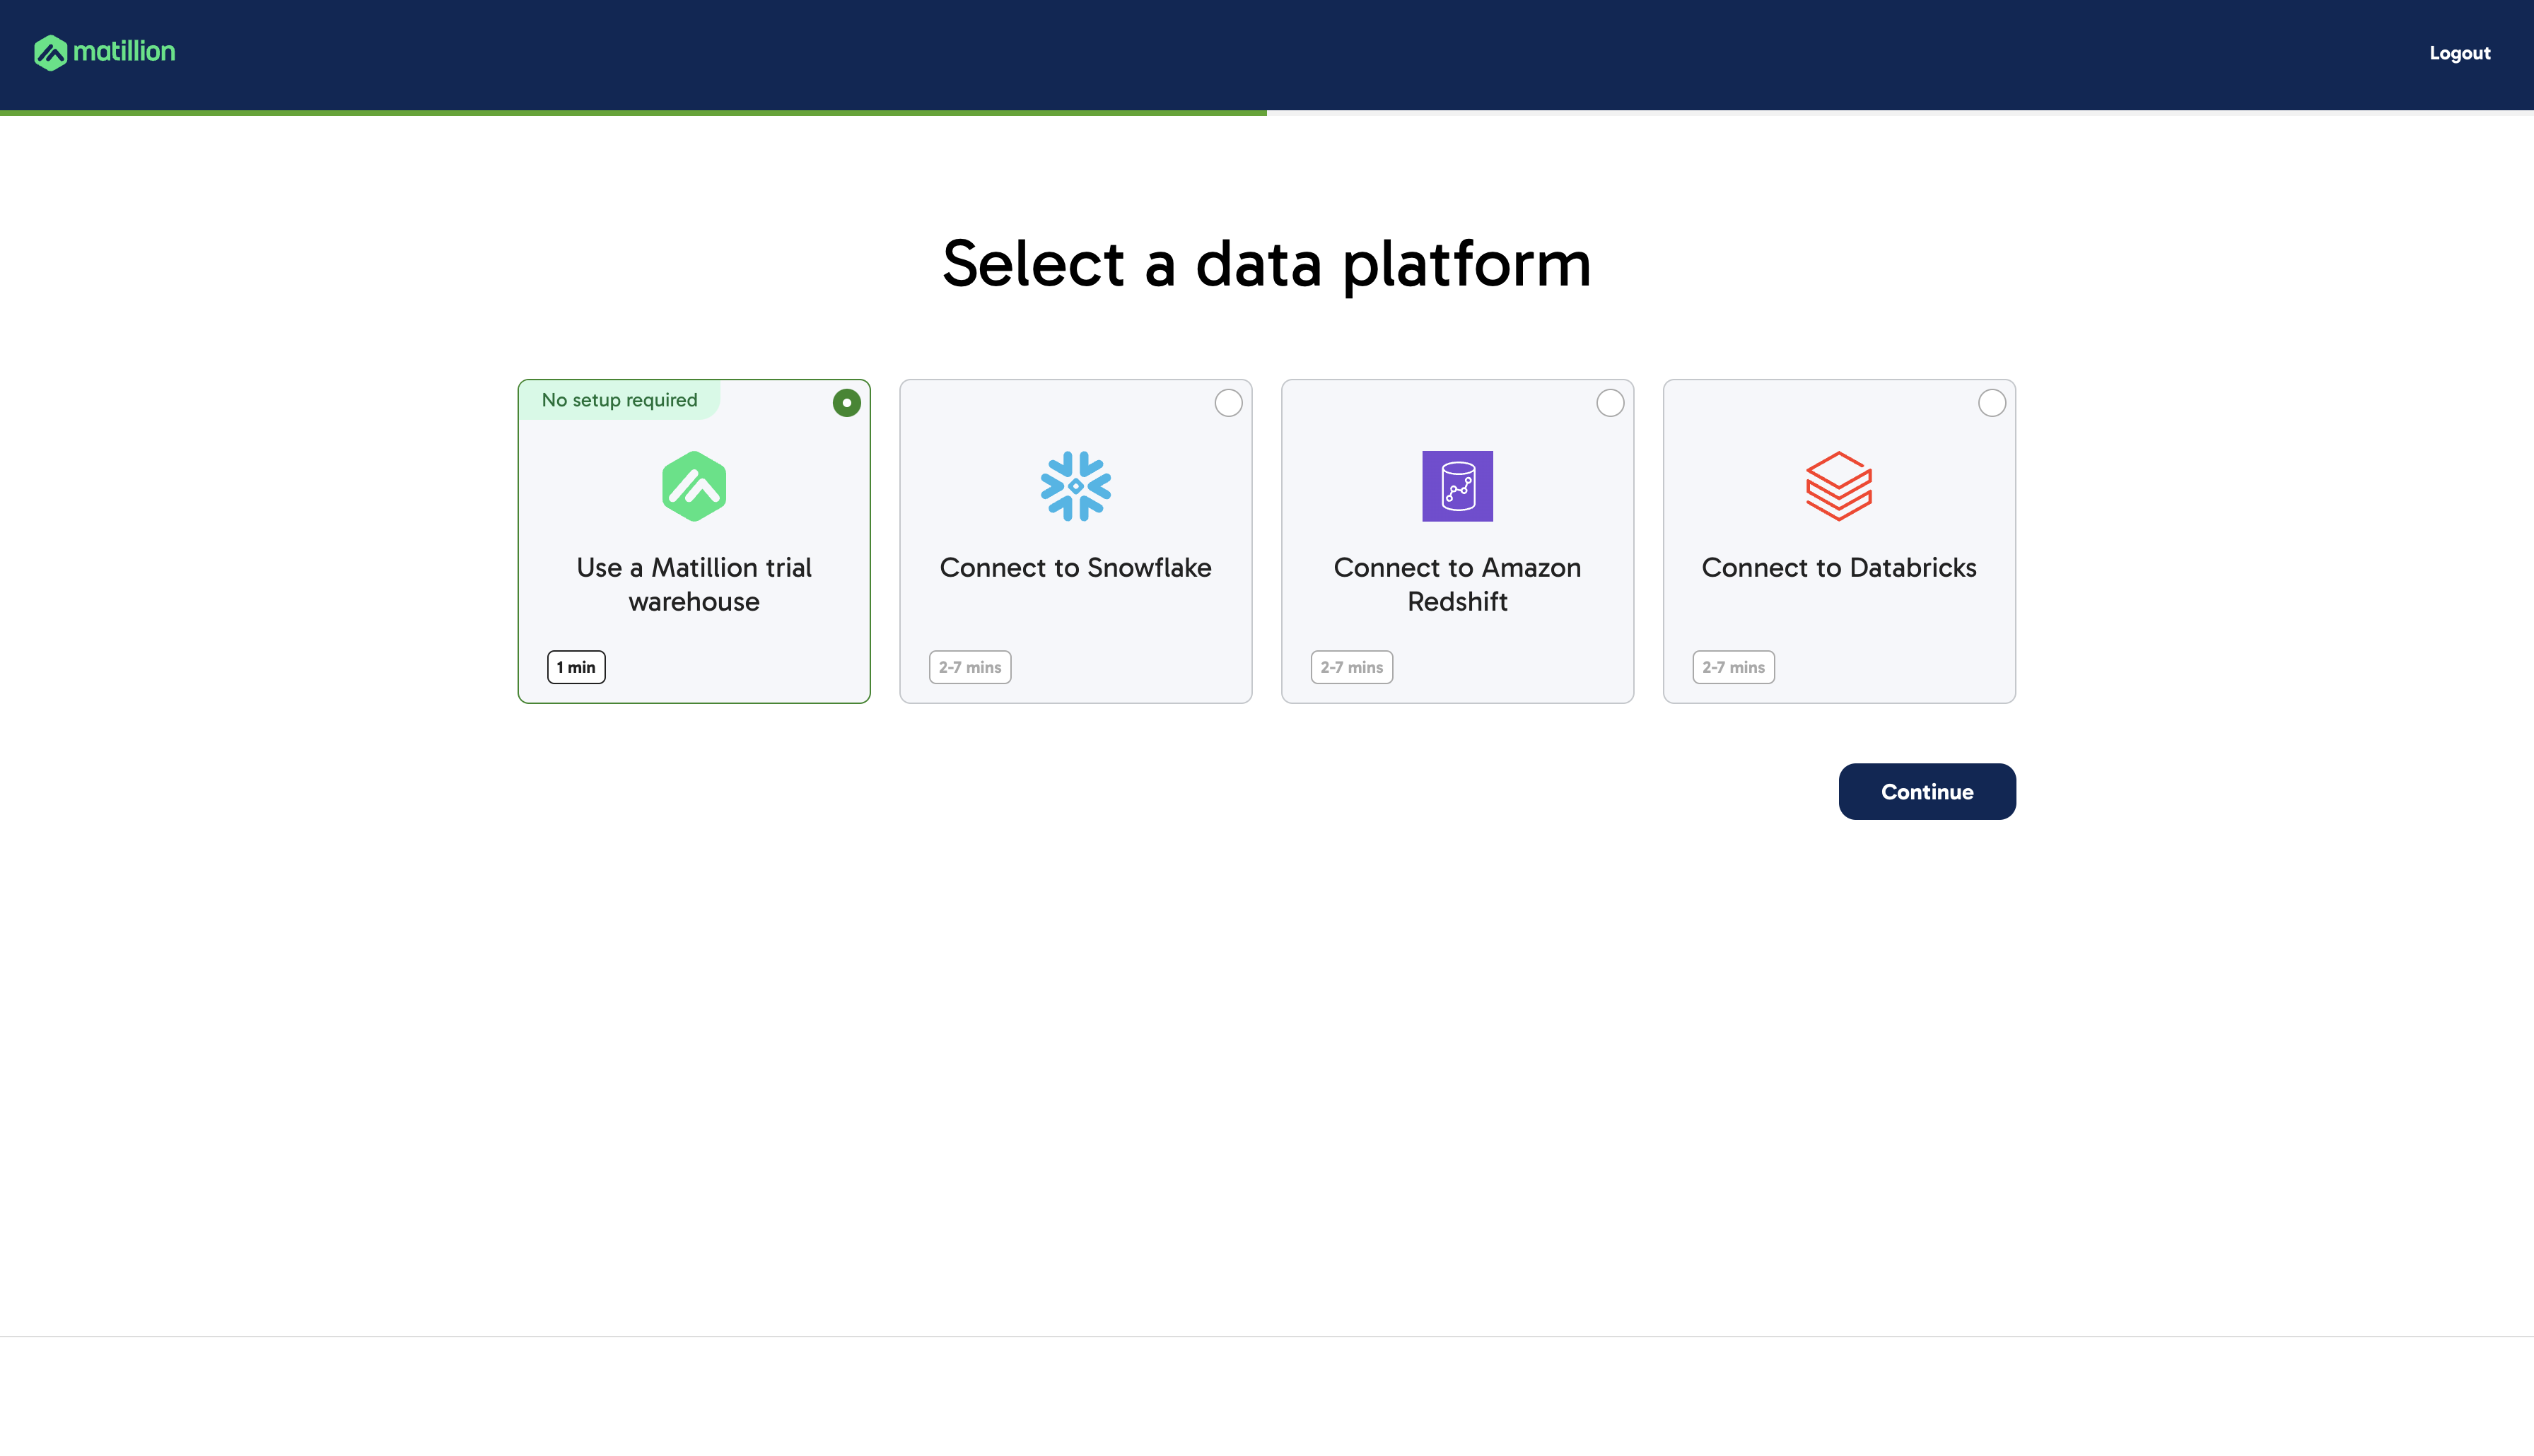 matillion
Logout
Select a data platform
No setup required
Use a Matillion trial
warehouse
1 min
Connect to Snowflake
2-7 mins
Connect to Amazon
Redshift
2-7 mins
Connect to Databricks
2-7 mins
Continue